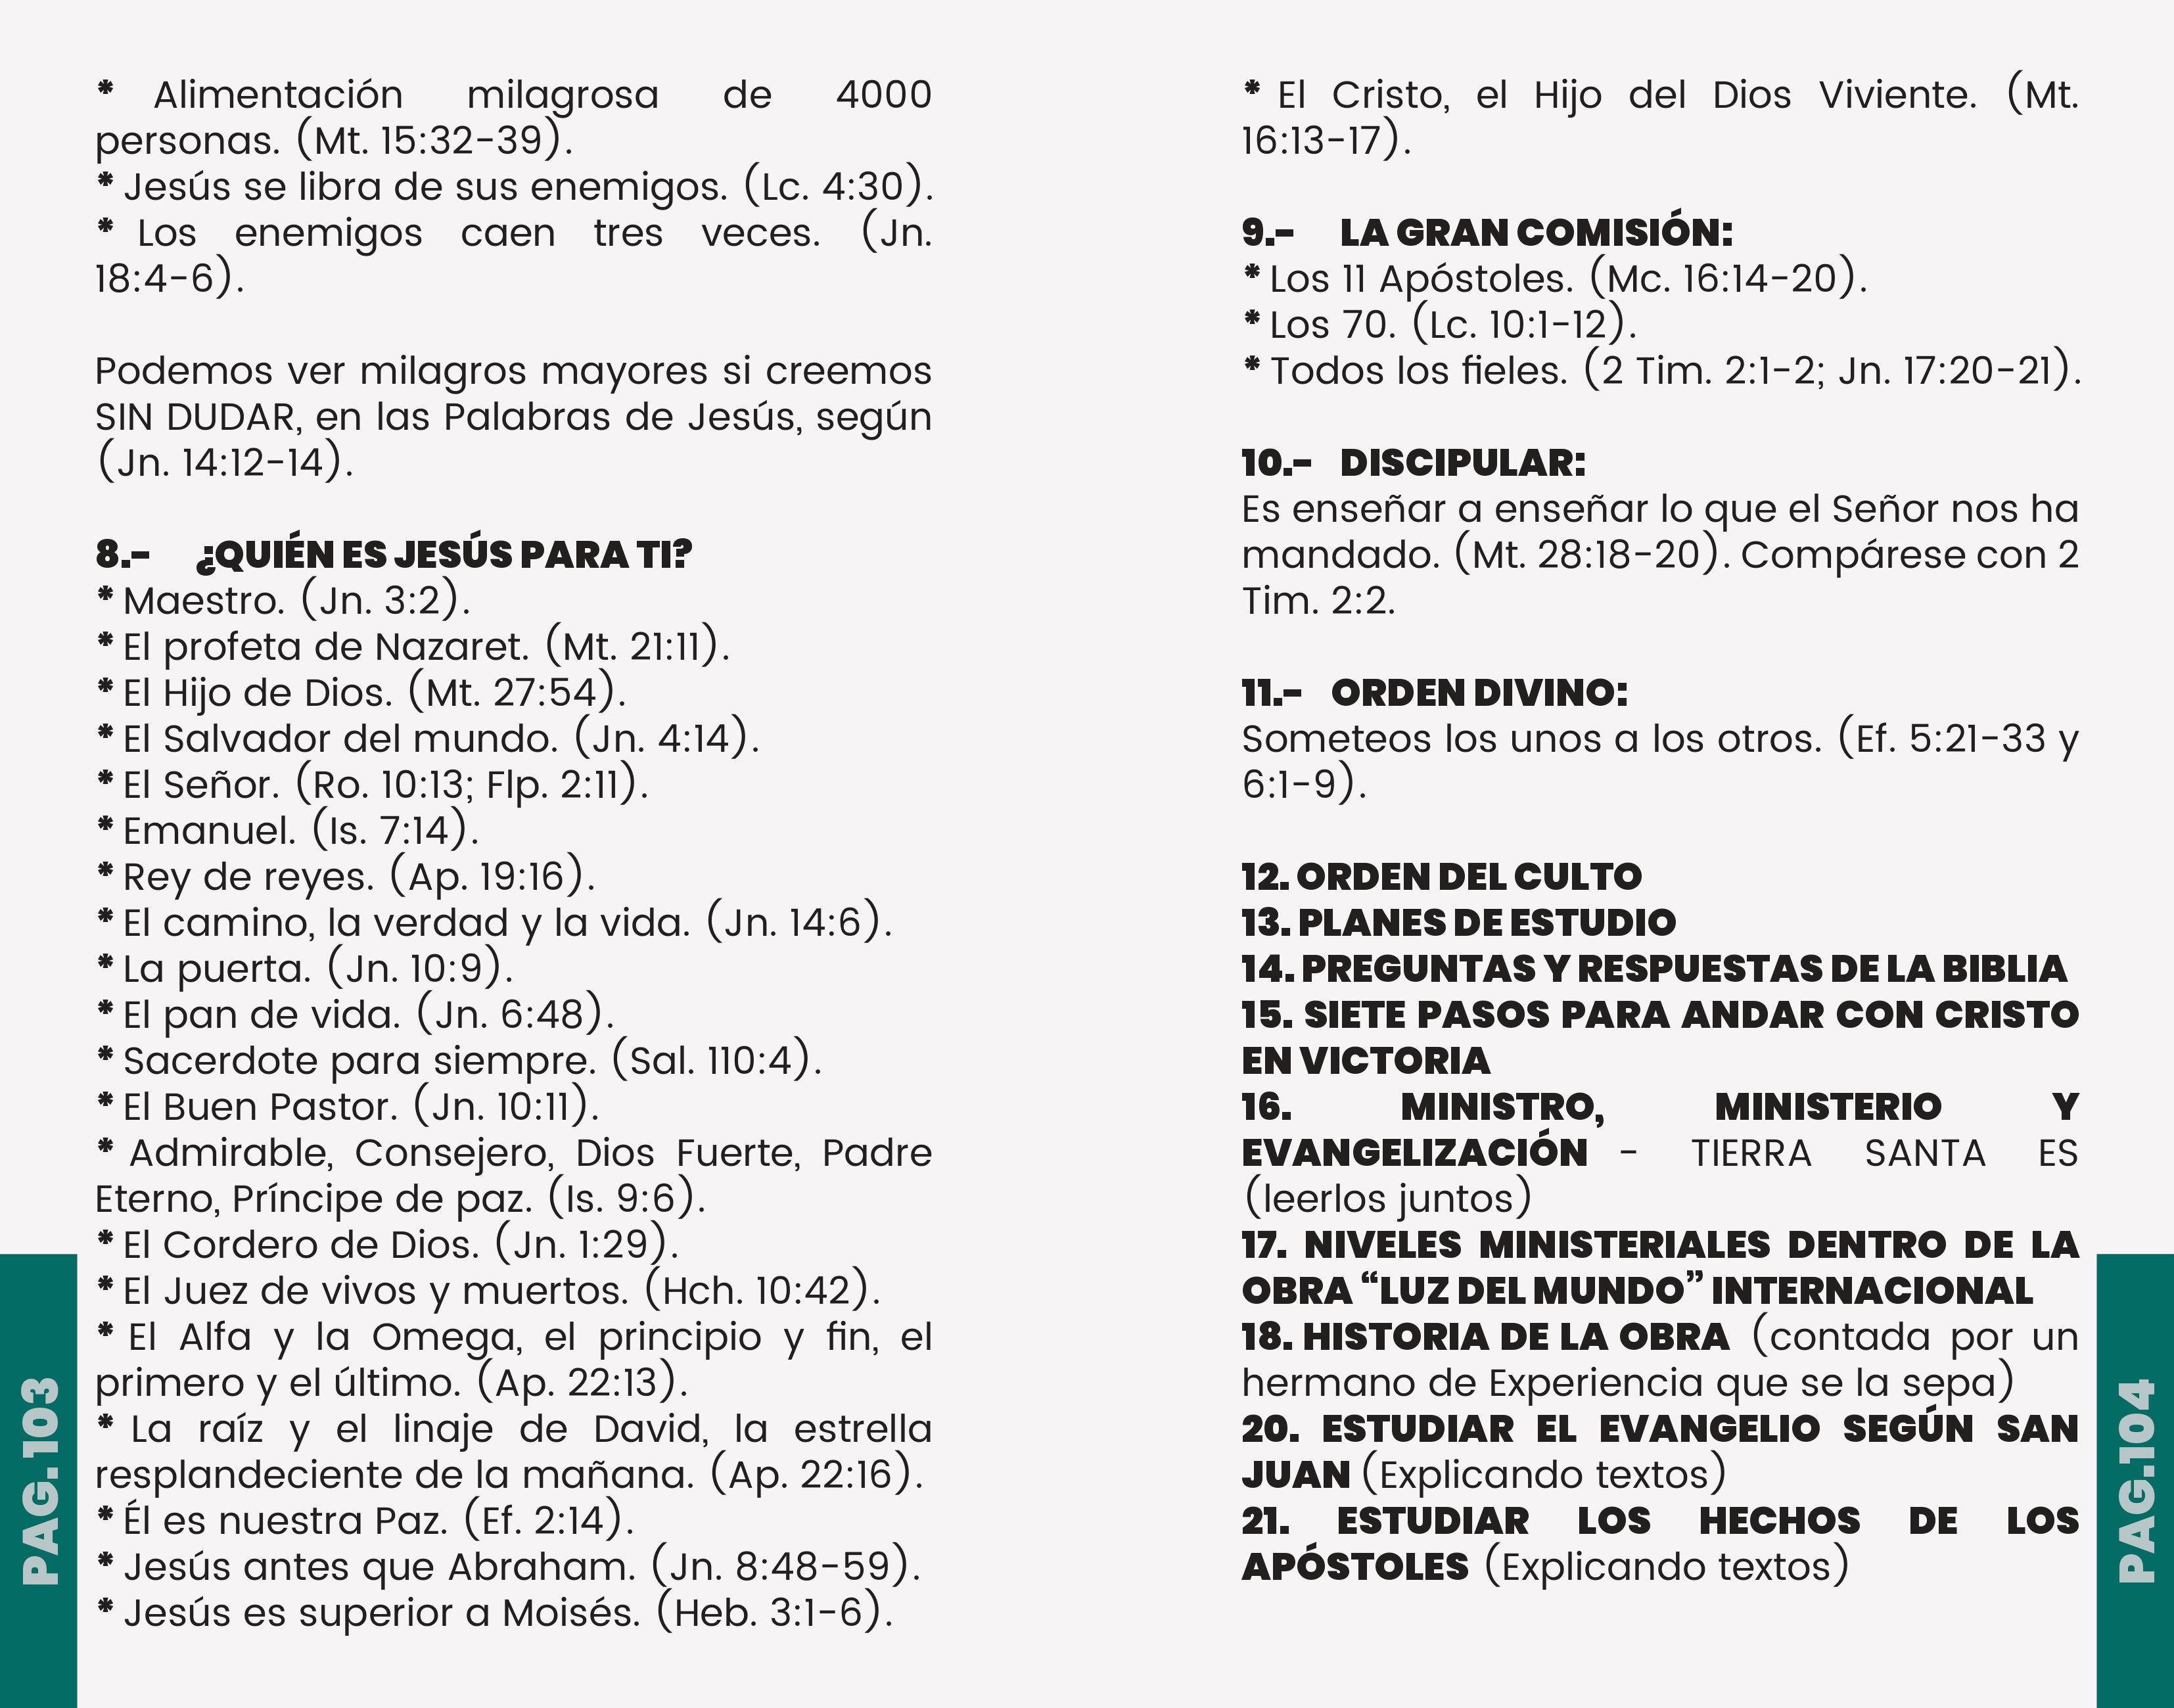 * Alimentación milagrosa de 4000
personas. (Mt. 15:32-39).
* Jesús se libra de sus enemigos. (Lc. 4:30).
* Los enemigos caen tres veces. (Jn.
18:4-6).
Podemos ver milagros mayores si creemos
SIN DUDAR, en las Palabras de Jesús, según
(Jn. 14:12-14).
8.- ¿QUIÉN ES JESÚS PARA TI?
* Maestro. (Jn. 3:2).
* El profeta de Nazaret. (Mt. 21:11).
* El Hijo de Dios. (Mt. 27:54).
* El Salvador del mundo. (Jn. 4:14).
* El Señor. (Ro. 10:13; Flp. 2:11).
* Emanuel. (Is. 7:14).
* Rey de reyes. (Ap. 19:16).
* El camino, la verdad y la vida. (Jn. 14:6).
* La puerta. (Jn. 10:9).
* El pan de vida. (Jn. 6:48).
* Sacerdote para siempre. (Sal. 110:4).
* El Buen Pastor. (Jn. 10:11).
* Admirable, Consejero, Dios Fuerte, Padre
Eterno, Príncipe de paz. (Is. 9:6).
* El Cordero de Dios. (Jn. 1:29).
* El Juez de vivos y muertos. (Hch. 10:42).
* El Alfa y la Omega, el principio y fin, el
primero y el último. (Ap. 22:13).
* La raíz y el linaje de David, la estrella
resplandeciente de la mañana. (Ap. 22:16).
* Él es nuestra Paz. (Ef. 2:14).
* Jesús antes que Abraham. (Jn. 8:48-59).
* Jesús es superior a Moisés. (Heb. 3:1-6).
PAG.103
* El Cristo, el Hijo del Dios Viviente. (Mt.
16:13-17).
9.- LA GRAN COMISIÓN:
* Los 11 Apóstoles. (Mc. 16:14-20).
* Los 70. (Lc. 10:1-12).
* Todos los fieles. (2 Tim. 2:1-2; Jn. 17:20-21).
10.- DISCIPULAR:
Es enseñar a enseñar lo que el Señor nos ha
mandado. (Mt. 28:18-20). Compárese con 2
Tim. 2:2.
11.- ORDEN DIVINO:
Someteos los unos a los otros. (Ef. 5:21-33 y
6:1-9).
12. ORDEN DEL CULTO
13. PLANES DE ESTUDIO
14. PREGUNTAS Y RESPUESTAS DE LA BIBLIA
15. SIETE PASOS PARA ANDAR CON CRISTO
EN VICTORIA
16. MINISTRO, MINISTERIO Y
EVANGELIZACIÓN - TIERRA SANTA ES
(leerlos juntos)
17. NIVELES MINISTERIALES DENTRO DE LA
OBRA “LUZ DEL MUNDO” INTERNACIONAL
18. HISTORIA DE LA OBRA (contada por un
hermano de Experiencia que se la sepa)
20. ESTUDIAR EL EVANGELIO SEGÚN SAN
JUAN (Explicando textos)
21. ESTUDIAR LOS HECHOS DE LOS
APÓSTOLES (Explicando textos)
PAG.104